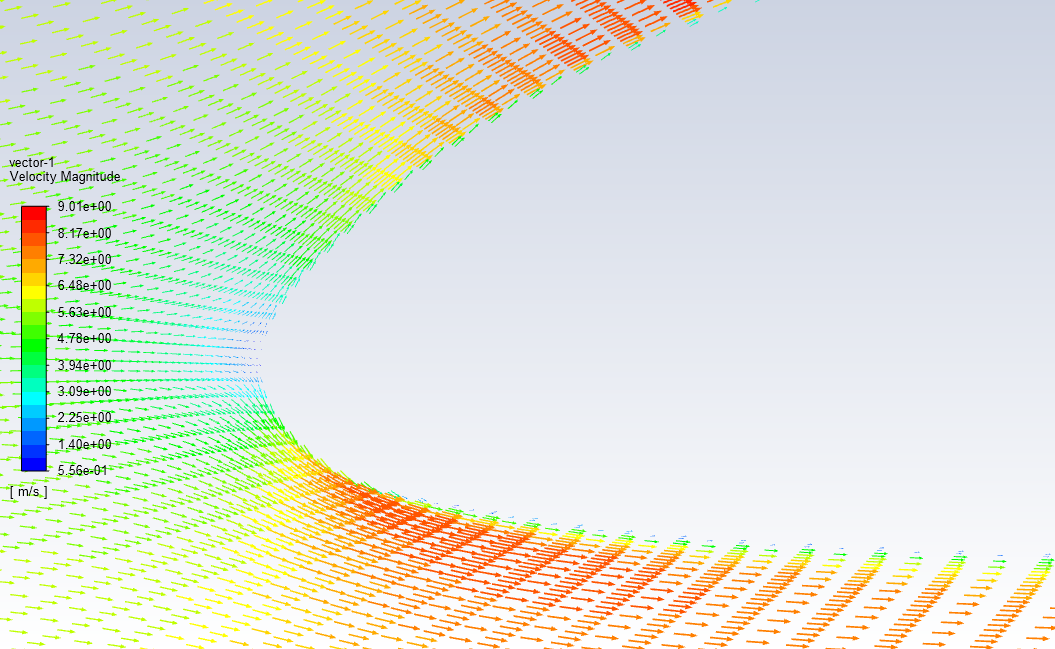 vector-1
Velocity Magnitude
9.01e+00
8.17e+00
7.32e+00
6.48e+00
5.63e+00
4.78e+00
3.94e+00
3.09e+00
2.25e+00
1.40e+00
5.56e-01
[ m/s ]